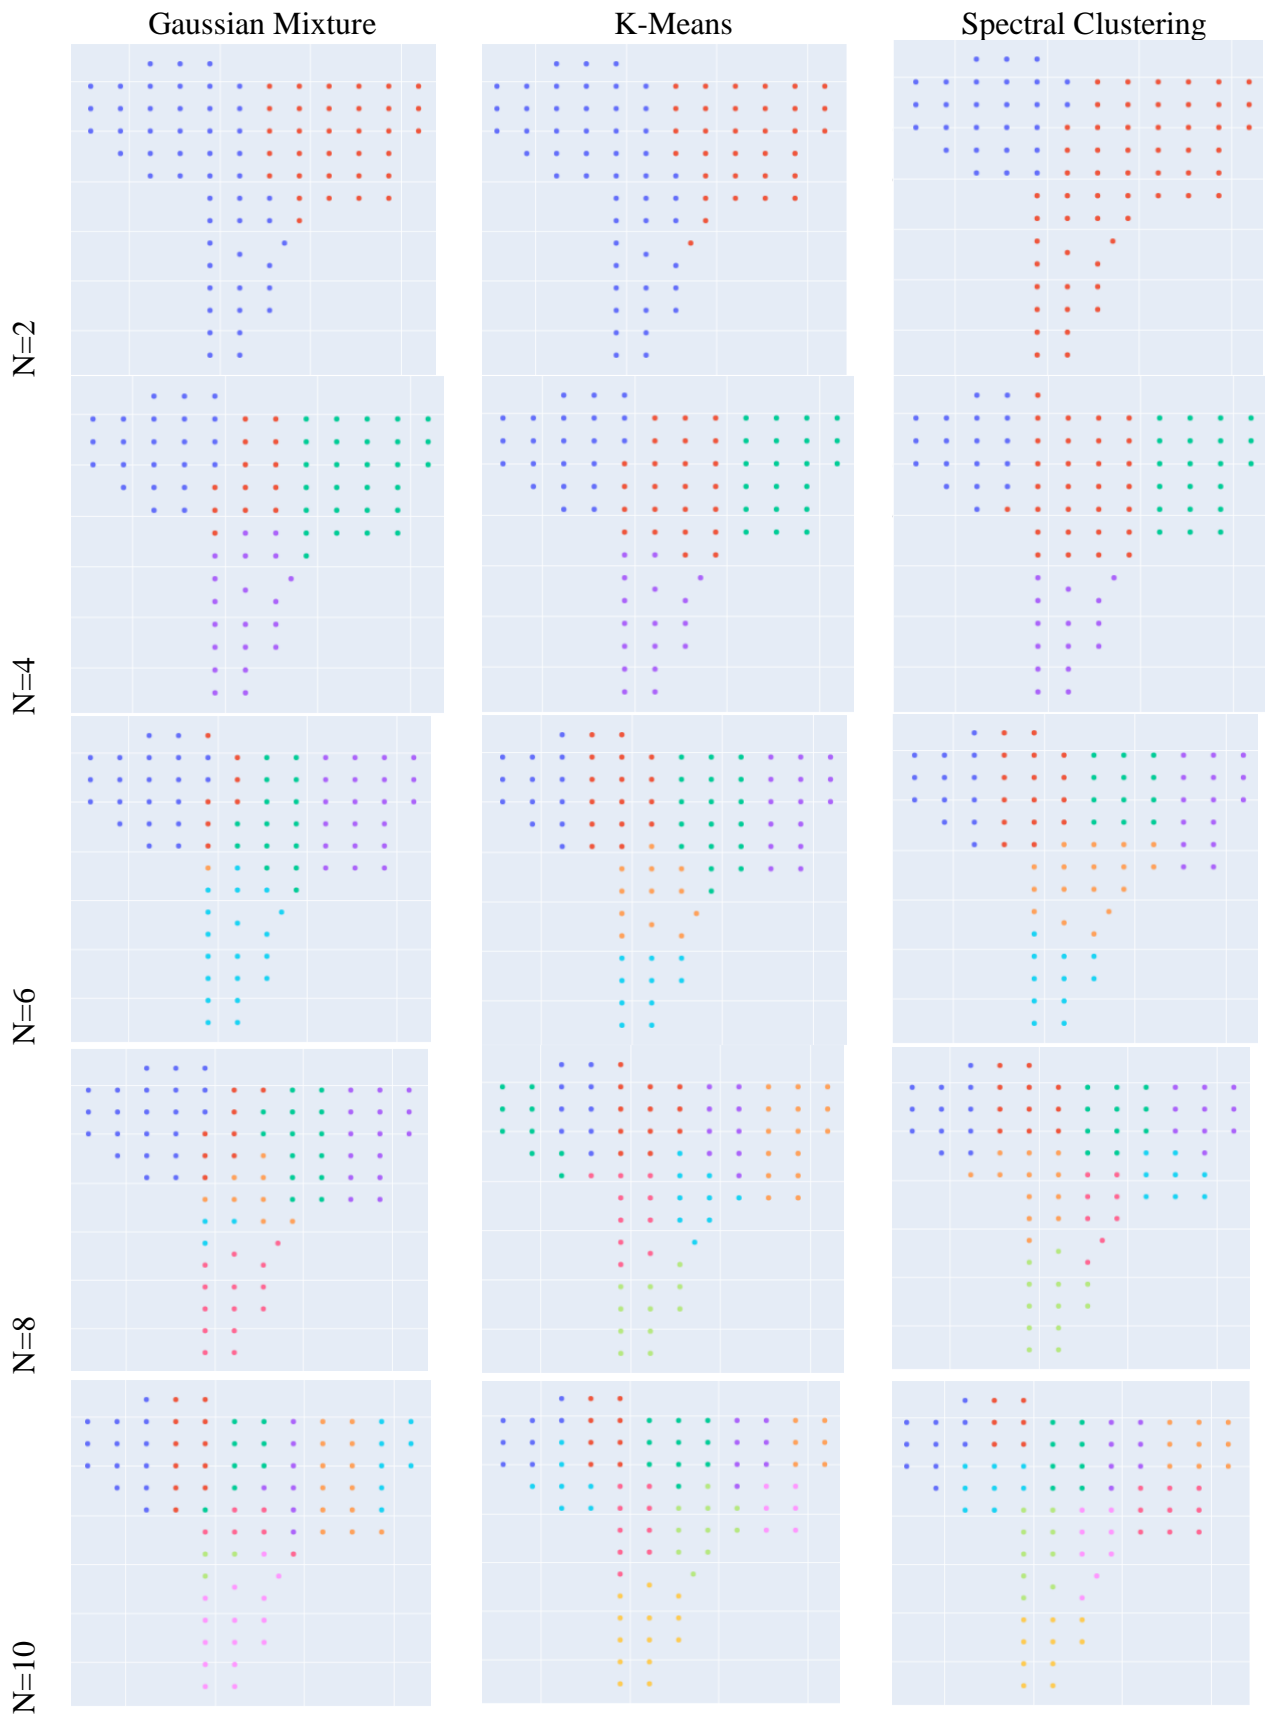 Gaussian Mixture
K-Means
Spectral Clustering
N=2
N=4
N=6
N=8
N=10